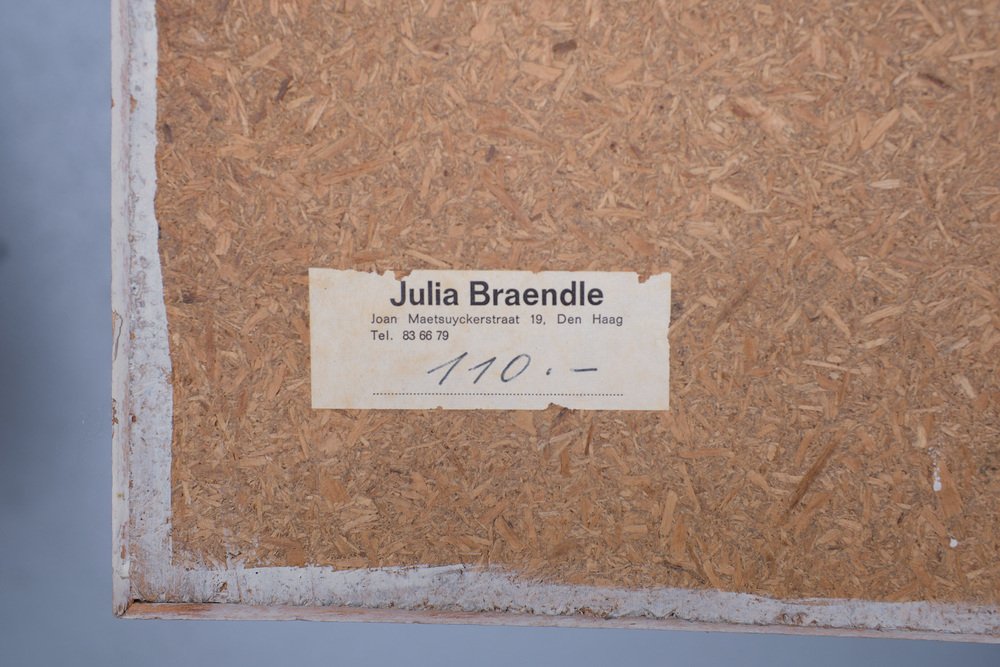 Julia Braendle
Joan Maetsuyckerstraat 19, Den Haag
Tel. 83 66 79
110.-